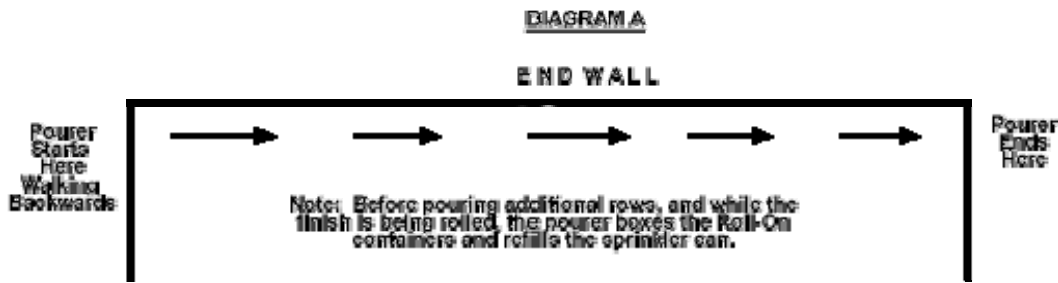 DIAGRAM A
END WALL
Pourer
Starts
Here
Walking
Backwards
Pourer
Ends
Here
Note: Before pouring additional rows, and while the
finish is being rolled, the pourer boxes the Roll-On
containers and refills the sprinkler can.